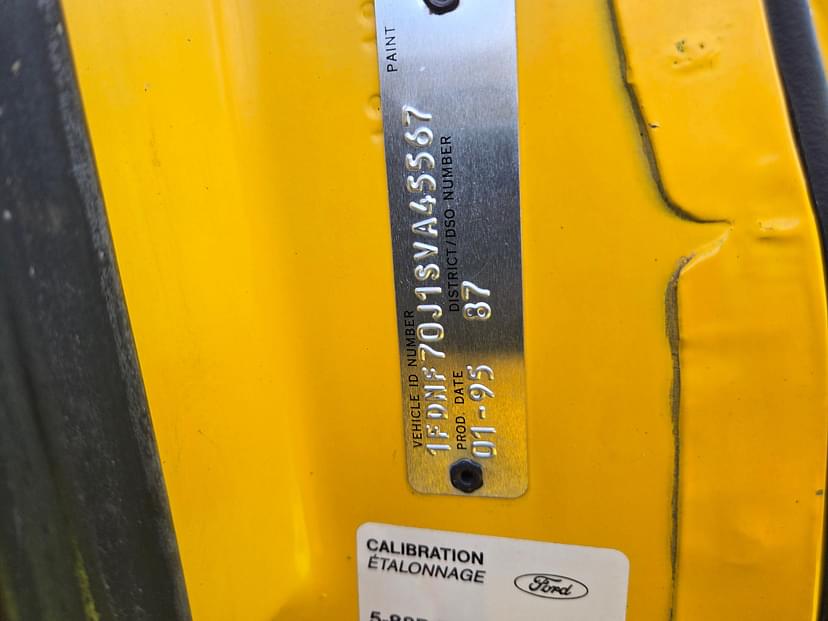 PAINT
VEHICLE ID NUMBER
1FDNF70J1SVA45567
PROD. DATE
DISTRICT/DSO NUMBER
01-95 87
CALIBRATION
ÉTALONNAGE
Ford